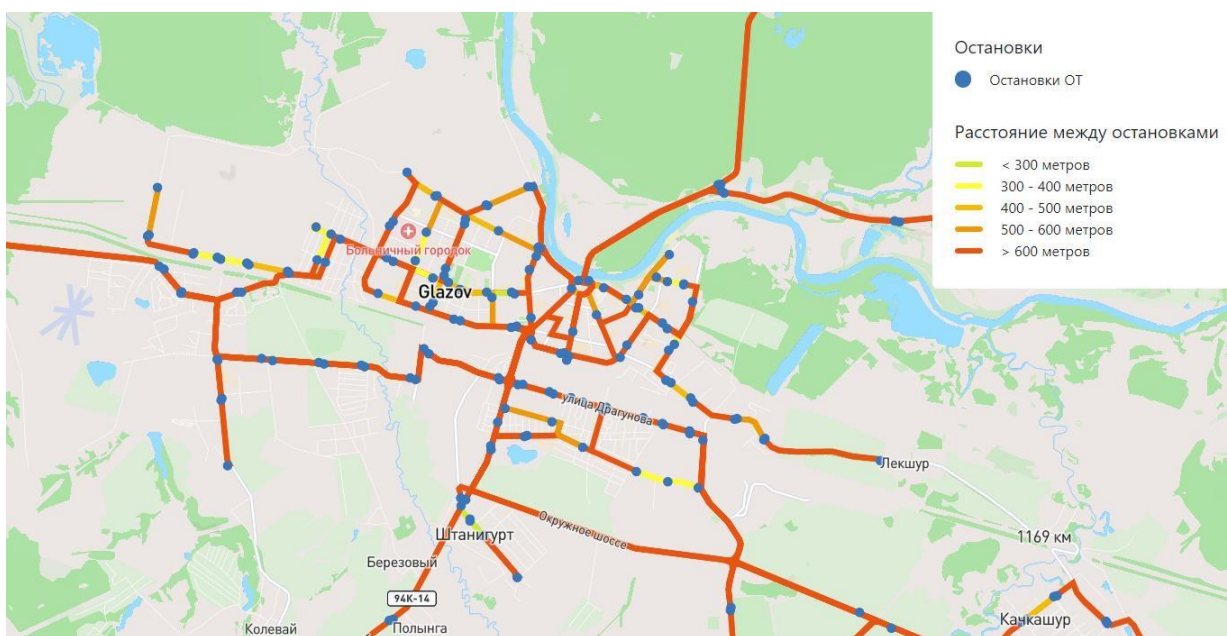 Остановки
Остановки ОТ
Расстояние между остановками
< 300 метров
300 - 400 метров
400 - 500 метров
500 - 600 метров
> 600 метров
Больничный городок
Glazov
улица Драгунова
Лекшур
Окружное шоссе
Штанигурт
1169 км
Березовый
94К-14
Колевай
Полынга
Качкашур